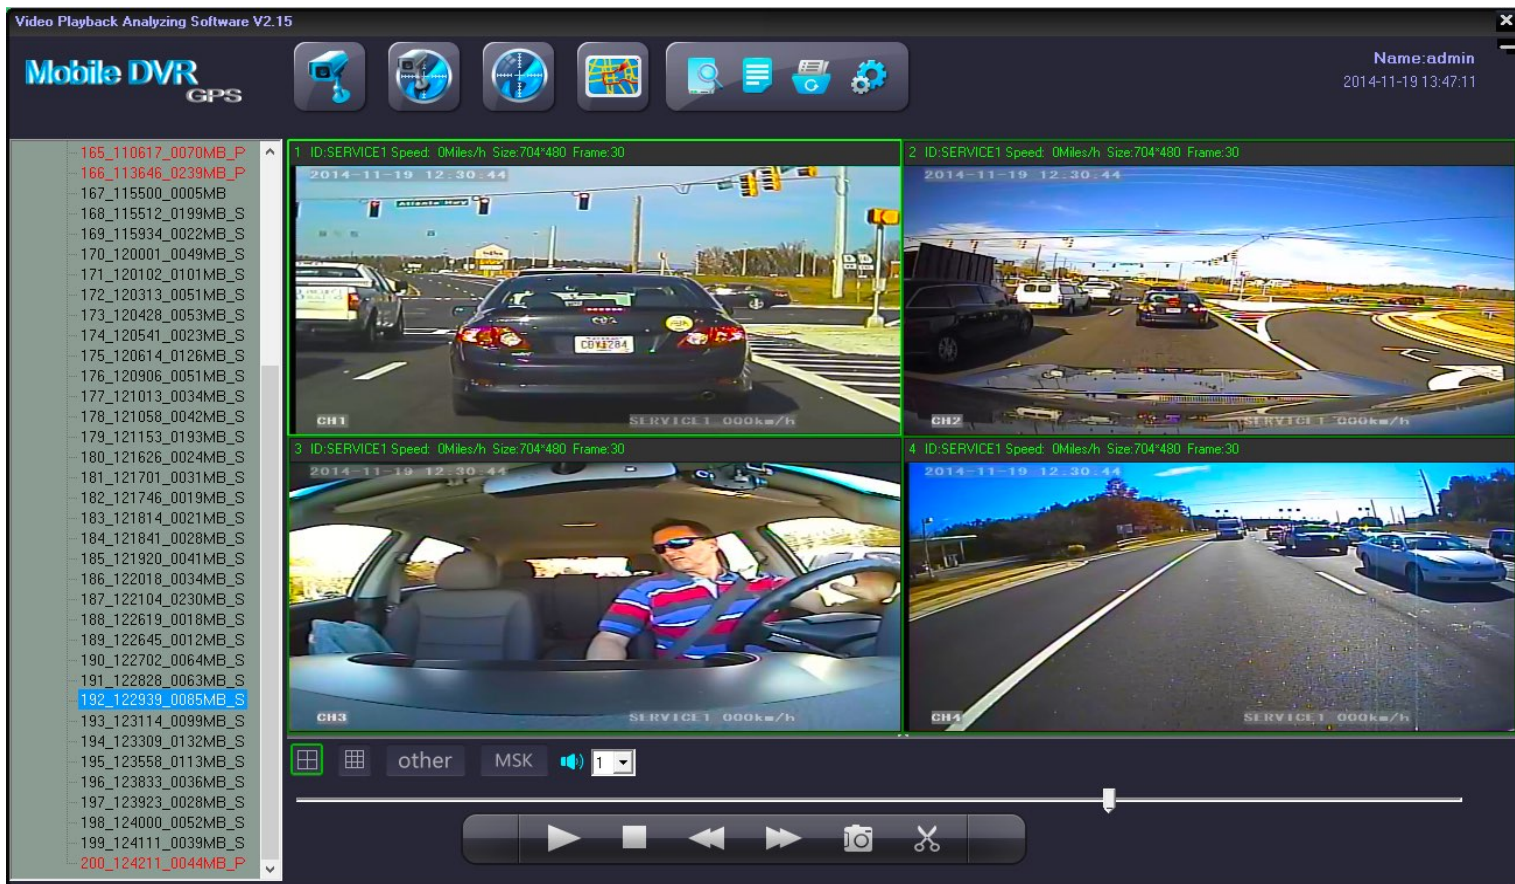 Video Playback Analyzing Software V2.15
Mobile DVR
GPS
Name:admin
2014-11-19 13:47:11
165_110617_0070MB_P
166_113646_0239MB_P
167_115500_0005MB
168_115512_0199MB_S
169_115934_0022MB_S
170_120001_0049MB_S
171_120102_0101MB_S
172_120313_0051MB_S
173_120428_0053MB_S
174_120541_0023MB_S
175_120614_0126MB_S
176_120906_0051MB_S
177_121013_0034MB_S
178_121058_0042MB_S
179_121153_0193MB_S
180_121626_0024MB_S
181_121701_0031MB_S
182_121746_0019MB_S
183_121814_0021MB_S
184_121841_0028MB_S
185_121920_0041MB_S
186_122018_0034MB_S
187_122104_0230MB_S
188_122619_0018MB_S
189_122645_0012MB_S
190_122702_0064MB_S
191_122828_0063MB_S
192_122939_0085MB_S
193_123114_0099MB_S
194_123309_0132MB_S
195_123558_0113MB_S
196_123833_0036MB_S
197_123923_0028MB_S
198_124000_0052MB_S
199_124111_0039MB_S
200_124211_0044MB_P
1 ID:SERVICE1 Speed: 0Miles/h Size:704*480 Frame:30
2014-11-19 12:30:44
Atlanta Hwy
CH1
SERVICE1 000km/h
2 ID:SERVICE1 Speed: 0Miles/h Size:704*480 Frame:30
2014-11-19 12:30:44
CH2
SERVICE1 000km/h
3 ID:SERVICE1 Speed: 0Miles/h Size:704*480 Frame:30
2014-11-19 12:30:44
CH3
SERVICE1 000km/h
4 ID:SERVICE1 Speed: 0Miles/h Size:704*480 Frame:30
2014-11-19 12:30:44
CH4
SERVICE1 000km/h
other
MSK
1